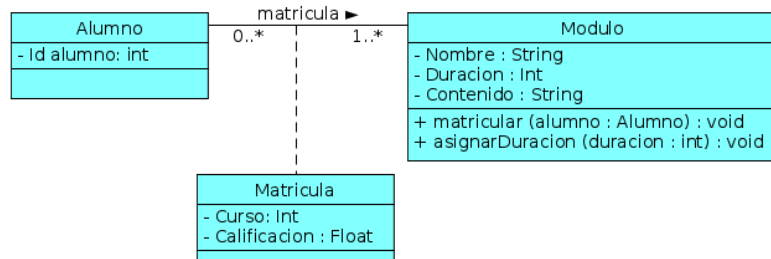 matricula ►
Alumno
0..*
1..*
- Id alumno: int
Modulo
- Nombre : String
- Duracion : Int
- Contenido : String
+ matricular (alumno : Alumno) : void
+ asignarDuracion (duracion : int) : void
Matricula
- Curso: Int
- Calificacion : Float